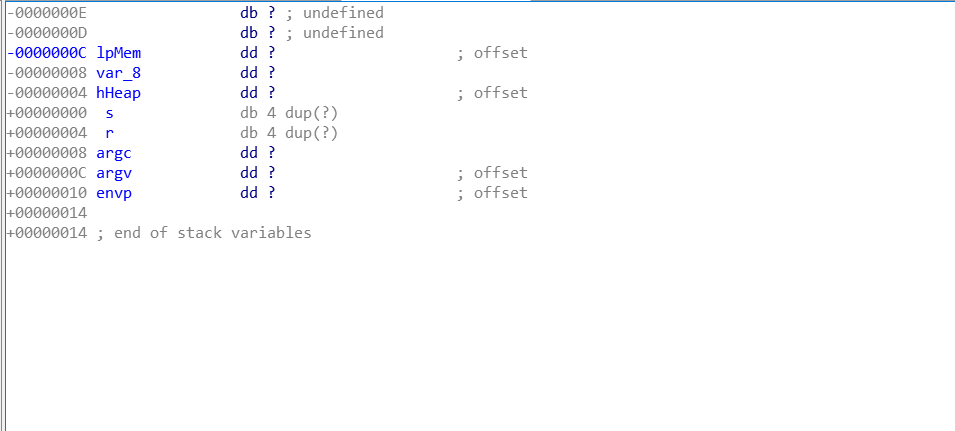 -0000000E                 db ? ; undefined
-0000000D                 db ? ; undefined
-0000000C lpMem           dd ?                    ; offset
-00000008 var_8           dd ?
-00000004 hHeap           dd ?                    ; offset
+00000000  s              db 4 dup(?)
+00000004  r              db 4 dup(?)
+00000008 argc            dd ?
+0000000C argv            dd ?                    ; offset
+00000010 envp            dd ?                    ; offset
+00000014
+00000014 ; end of stack variables